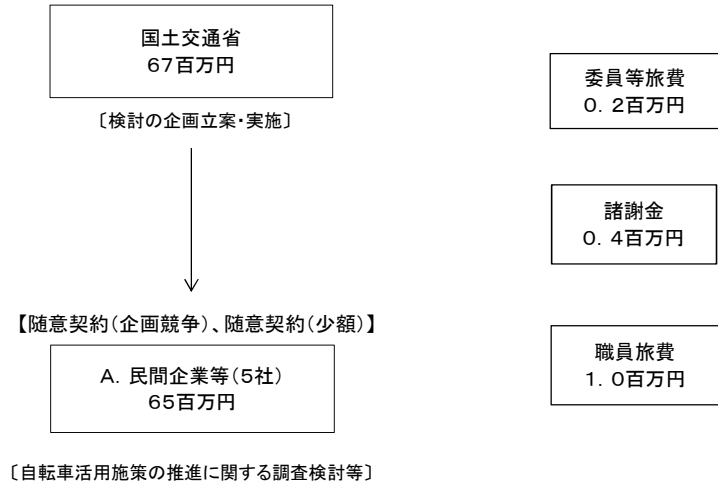 国土交通省
67百万円
〔検討の企画立案・実施〕
【随意契約(企画競争)、随意契約(少額)】
A. 民間企業等(5社)
65百万円
〔自転車活用施策の推進に関する調査検討等〕
委員等旅費
0. 2百万円
諸謝金
0. 4百万円
職員旅費
1. 0百万円